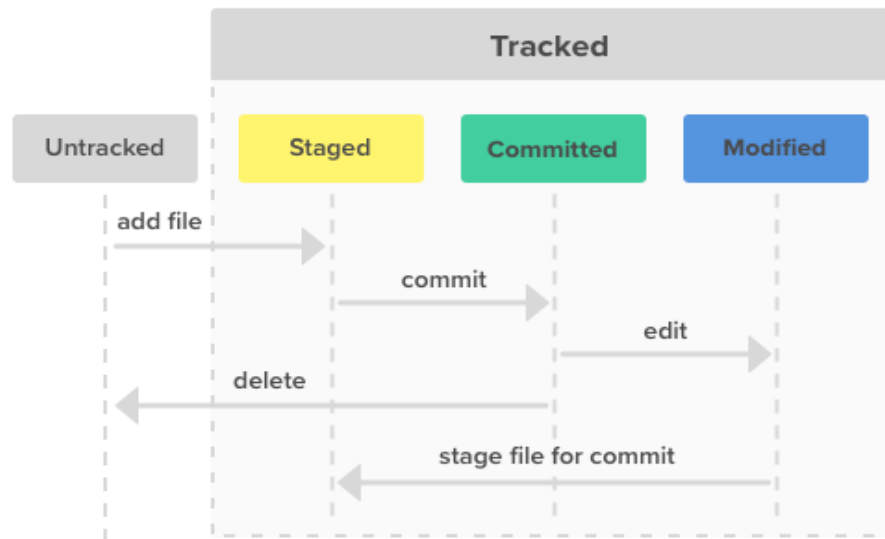 Tracked
Untracked
Staged
Committed
Modified
add file
commit
edit
delete
stage file for commit